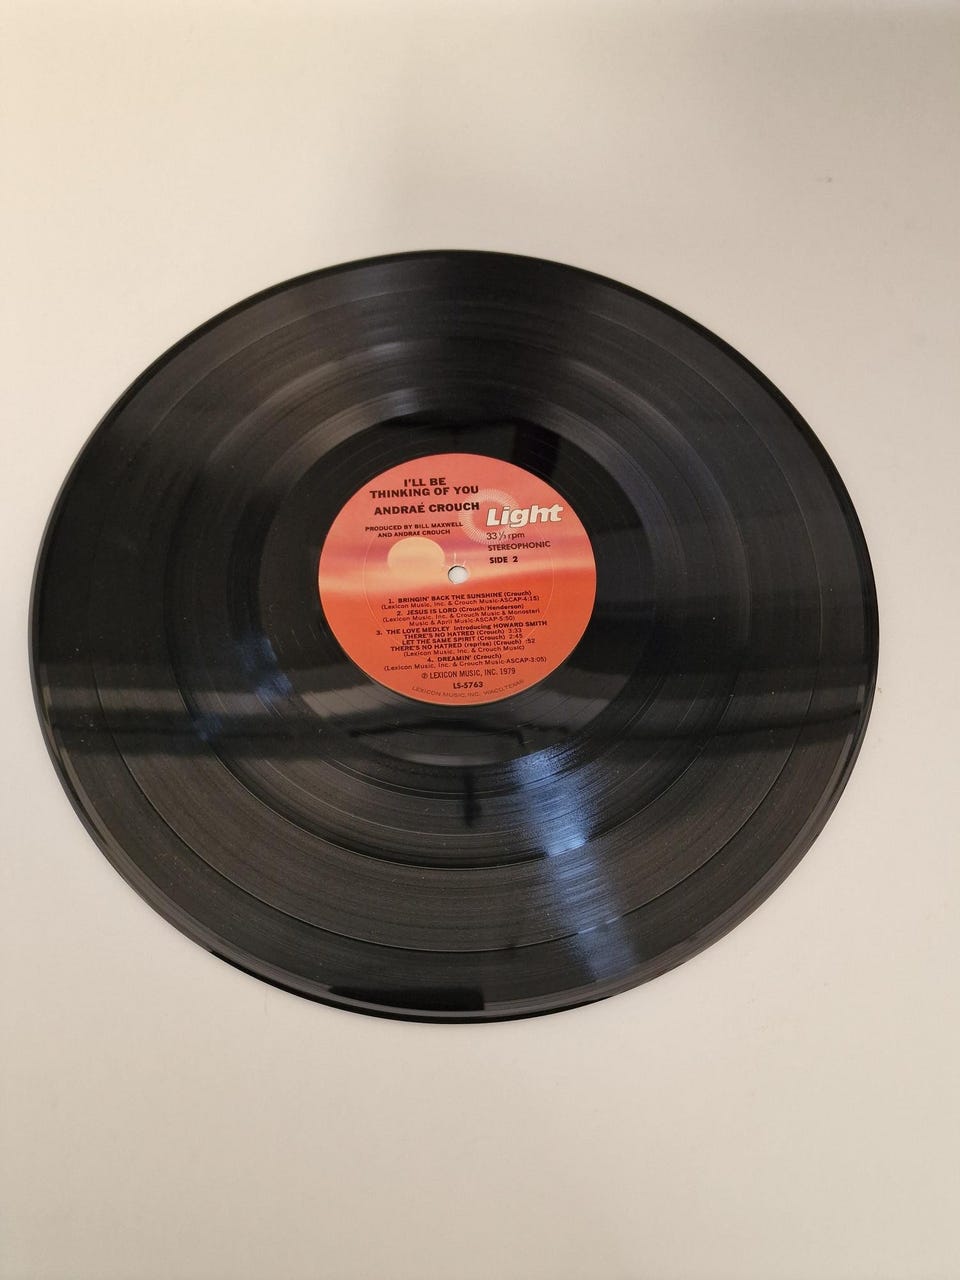 I'LL BE
THINKING OF YOU
ANDRAÉ CROUCH
Light
PRODUCED BY BILL MAXWELL
AND ANDRAÉ CROUCH
33⅓ rpm
STEREOPHONIC
SIDE 2
1. BRINGIN' BACK THE SUNSHINE (Crouch)
(Lexicon Music, Inc. & Crouch Music-ASCAP-4:15)
2. JESUS IS LORD (Crouch/Henderson)
(Lexicon Music, Inc. & Crouch Music & Monostari
Music & April Music-ASCAP-5:50)
3. THE LOVE MEDLEY Introducing HOWARD SMITH
THERE'S NO HATRED (Crouch) 3:33
LET THE SAME SPIRIT (Crouch) 2:45
THERE'S NO HATRED (reprise) (Crouch) :52
(Lexicon Music, Inc. & Crouch Music)
4. DREAMIN' (Crouch)
(Lexicon Music, Inc. & Crouch Music-ASCAP-3:05)
℗ LEXICON MUSIC, INC. 1979
LS-5763
LEXICON MUSIC, INC. WACO, TEXAS